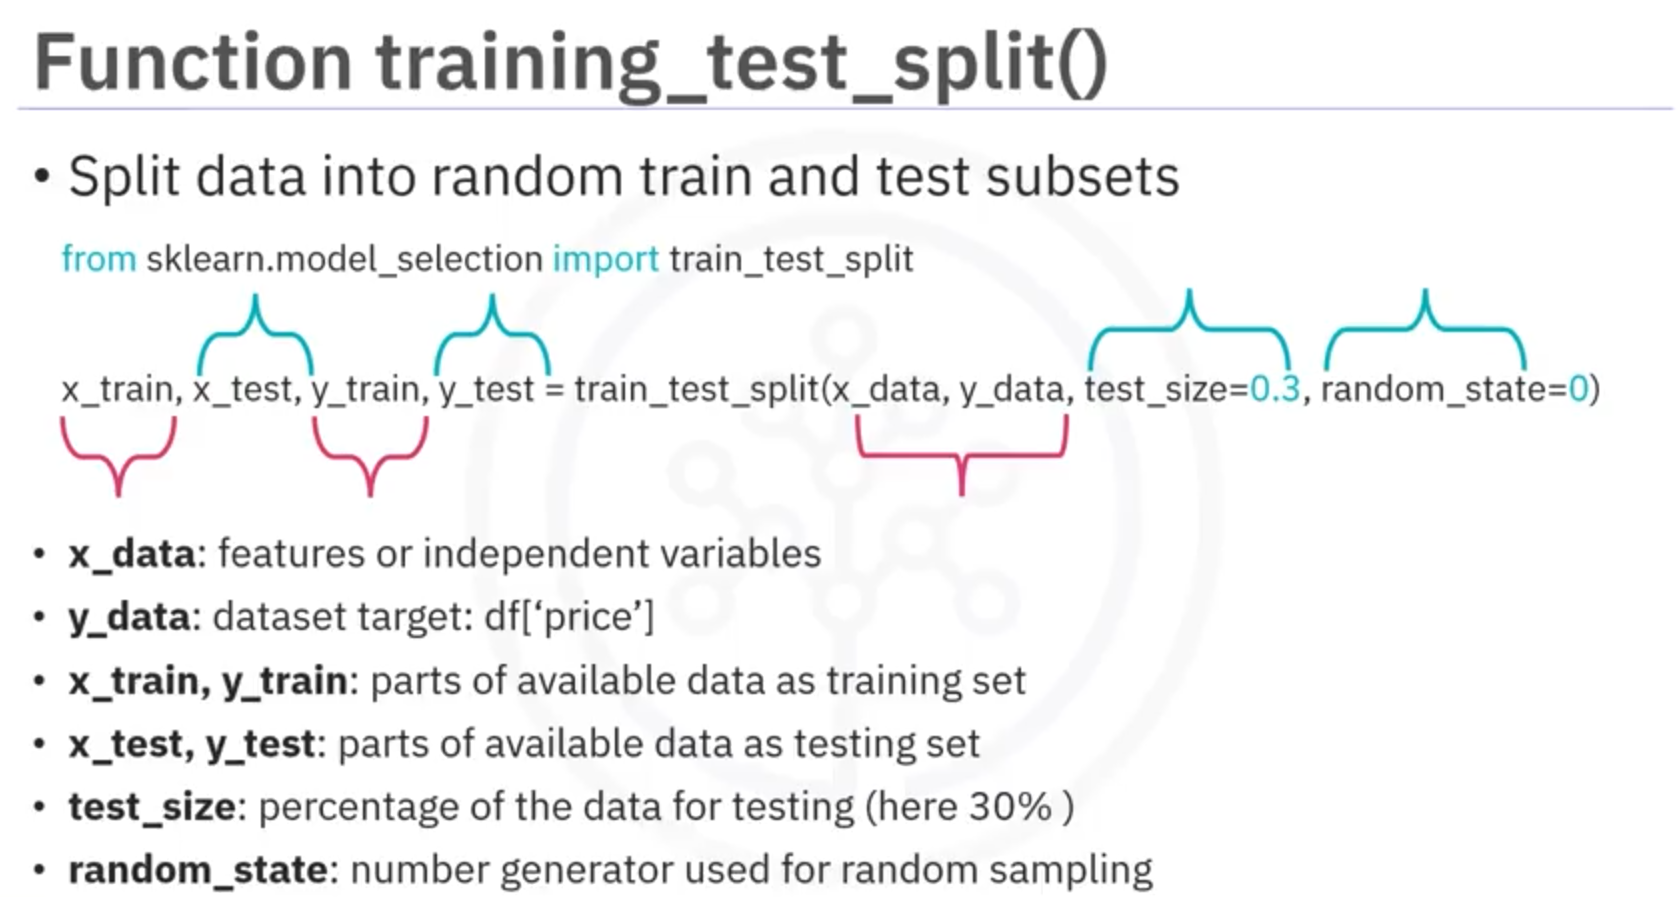 Function training_test_split()
• Split data into random train and test subsets
from sklearn.model_selection import train_test_split
x_train, x_test, y_train, y_test = train_test_split(x_data, y_data, test_size=0.3, random_state=0)
• x_data: features or independent variables
• y_data: dataset target: df[‘price’]
• x_train, y_train: parts of available data as training set
• x_test, y_test: parts of available data as testing set
• test_size: percentage of the data for testing (here 30% )
• random_state: number generator used for random sampling